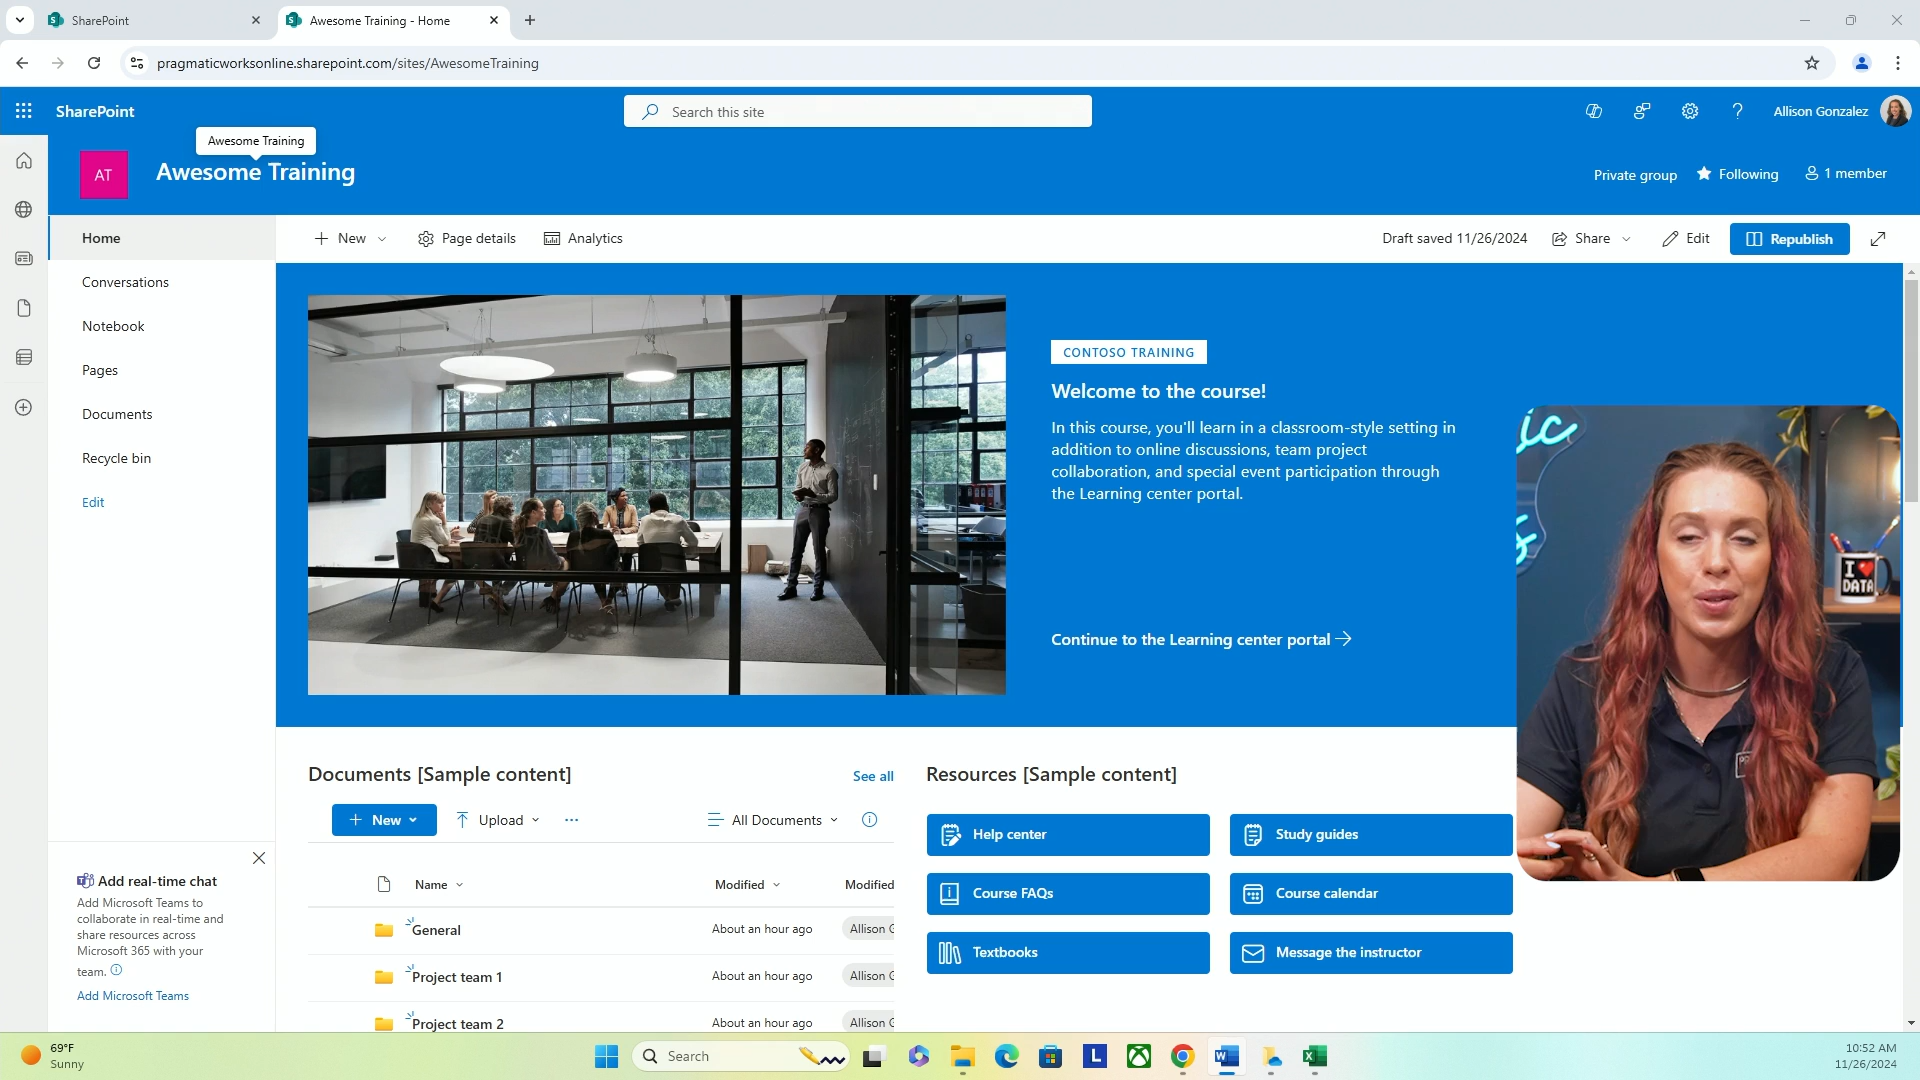 SharePoint
Awesome Training - Home
pragmaticworksonline.sharepoint.com/sites/AwesomeTraining
SharePoint
Search this site
Allison Gonzalez
Awesome Training
AT
Awesome Training
Private group
Following
1 member
Home
New
Page details
Analytics
Draft saved 11/26/2024
Share
Edit
Republish
Conversations
Notebook
Pages
Documents
Recycle bin
Edit
CONTOSO TRAINING
Welcome to the course!
In this course, you'll learn in a classroom-style setting in
addition to online discussions, team project
collaboration, and special event participation through
the Learning center portal.
Continue to the Learning center portal
ic
s
I ❤ DATA
Documents [Sample content]
See all
New
Upload
All Documents
Name
Modified
Modified
General
About an hour ago
Allison G
Project team 1
About an hour ago
Allison G
Project team 2
About an hour ago
Allison G
Resources [Sample content]
Help center
Study guides
Course FAQs
Course calendar
Textbooks
Message the instructor
Add real-time chat
Add Microsoft Teams to
collaborate in real-time and
share resources across
Microsoft 365 with your
team.
Add Microsoft Teams
69°F
Sunny
Search
10:52 AM
11/26/2024